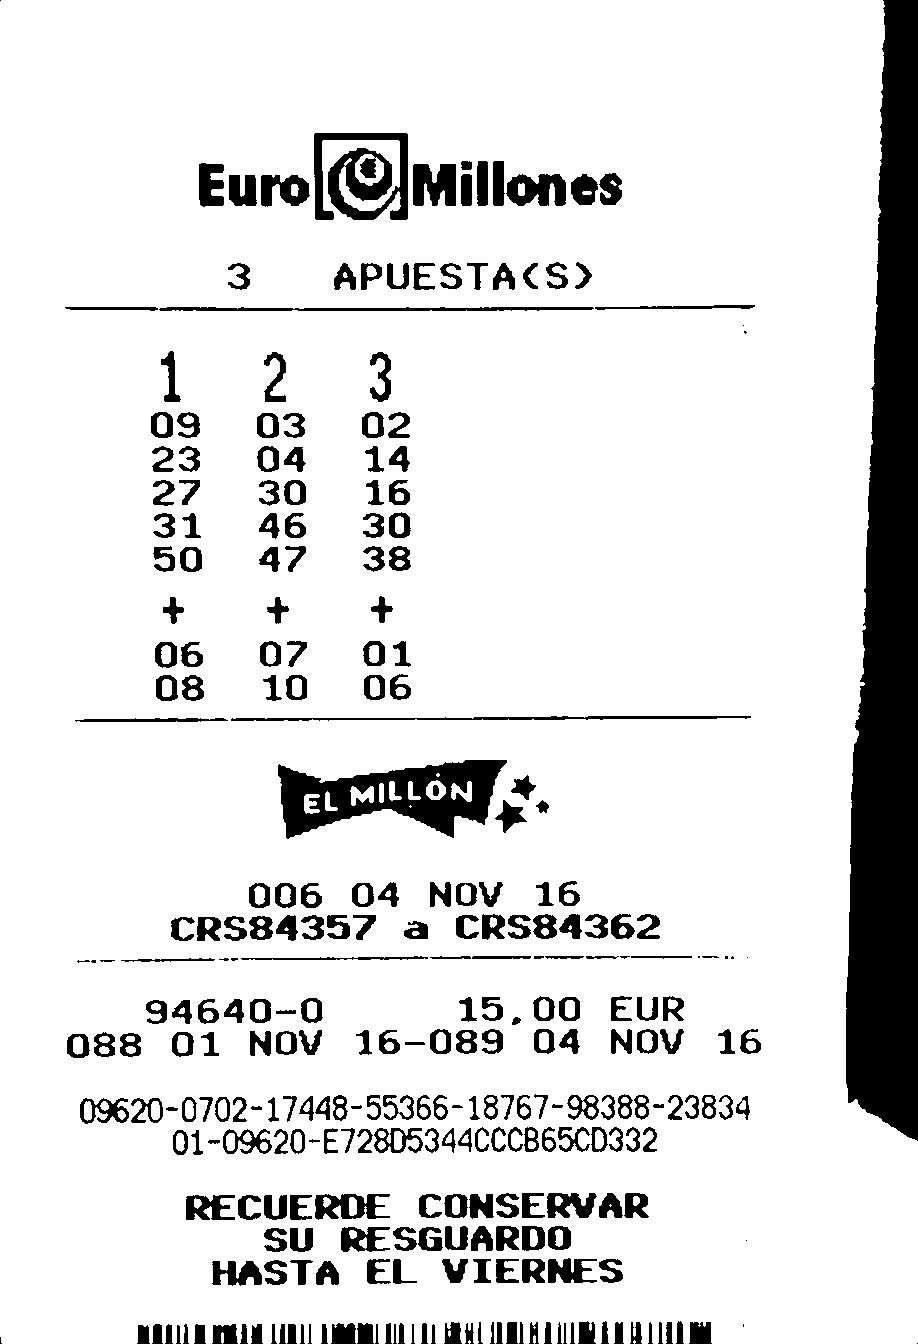 Euro Millones
3 APUESTA(S)
1 2 3
09 03 02
23 04 14
27 30 16
31 46 30
50 47 38
+ + +
06 07 01
08 10 06
EL MILLÓN
006 04 NOV 16
CRS84357 a CRS84362
94640-0 15,00 EUR
088 01 NOV 16-089 04 NOV 16
09620-0702-17448-55366-18767-98388-23834
01-09620-E728D5344CCCB65CD332
RECUERDE CONSERVAR
SU RESGUARDO
HASTA EL VIERNES